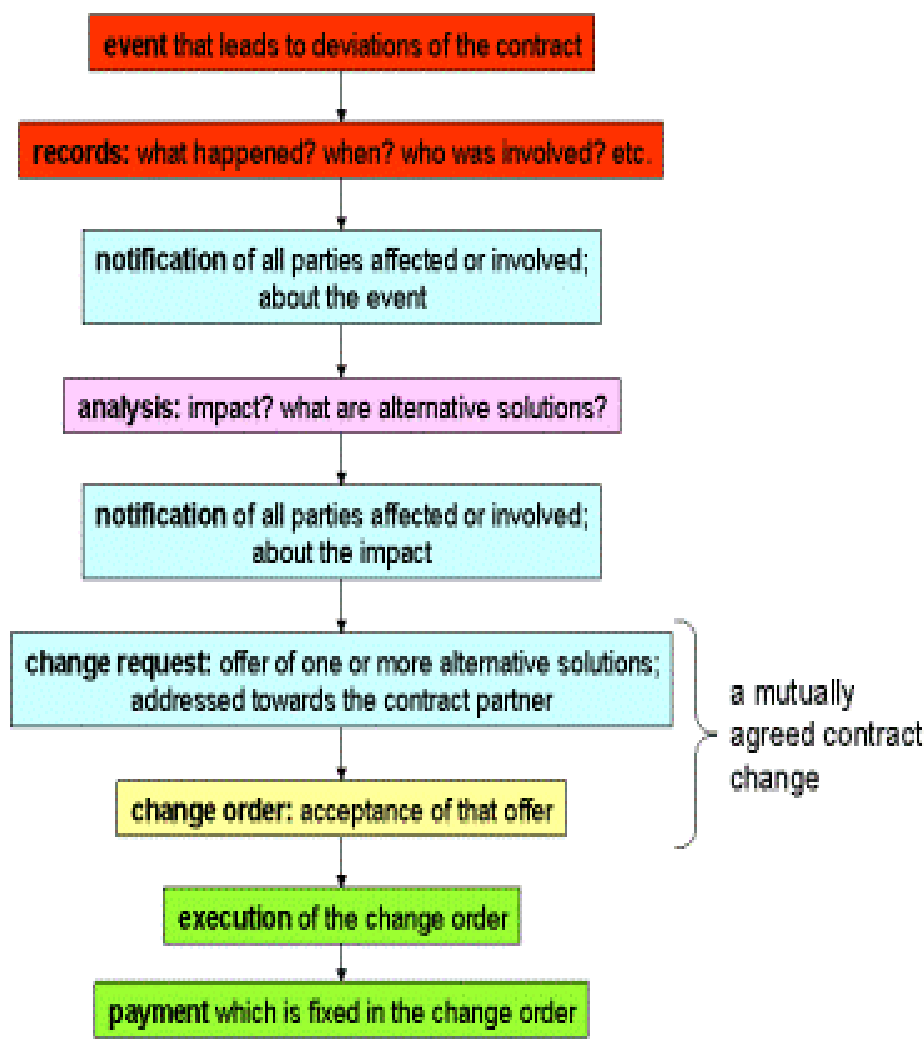 event that leads to deviations of the contract
records: what happened? when? who was involved? etc.
notification of all parties affected or involved;
about the event
analysis: impact? what are alternative solutions?
notification of all parties affected or involved;
about the impact
change request: offer of one or more alternative solutions;
addressed towards the contract partner
a mutually
agreed contract
change
change order: acceptance of that offer
execution of the change order
payment which is fixed in the change order